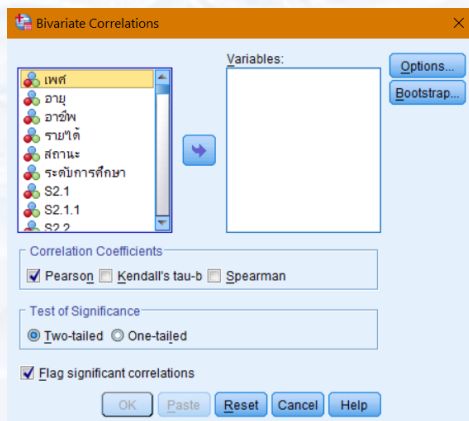 Bivariate Correlations
Variables:
เพศ
อายุ
อาชีพ
รายได้
สถานะ
ระดับการศึกษา
S2.1
S2.1.1
S2.2
Options...
Bootstrap...
Correlation Coefficients
Pearson Kendall's tau-b Spearman
Test of Significance
Two-tailed One-tailed
Flag significant correlations
OK Paste Reset Cancel Help